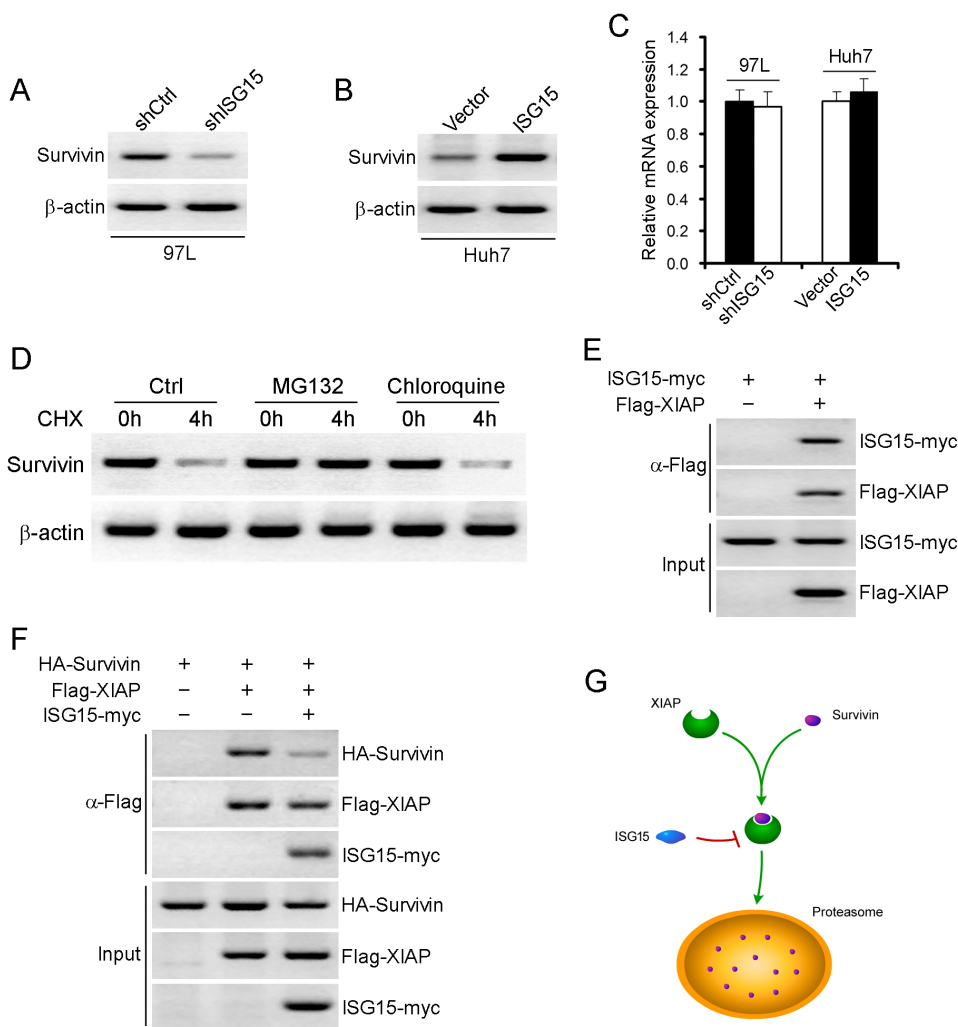 A
shCtrl shISG15
Survivin
β-actin
97L
B
Vector ISG15
Survivin
β-actin
Huh7
C
Relative mRNA expression
1.4
1.2
1.0
0.8
0.6
0.4
0.2
0.0
97L Huh7
shCtrl shISG15 Vector ISG15
D
Ctrl MG132 Chloroquine
CHX 0h 4h 0h 4h 0h 4h
Survivin
β-actin
E
ISG15-myc + +
Flag-XIAP − +
α-Flag
ISG15-myc
Flag-XIAP
Input
ISG15-myc
Flag-XIAP
F
HA-Survivin + + +
Flag-XIAP − + +
ISG15-myc − − +
α-Flag
HA-Survivin
Flag-XIAP
ISG15-myc
Input
HA-Survivin
Flag-XIAP
ISG15-myc
G
XIAP
Survivin
ISG15
Proteasome